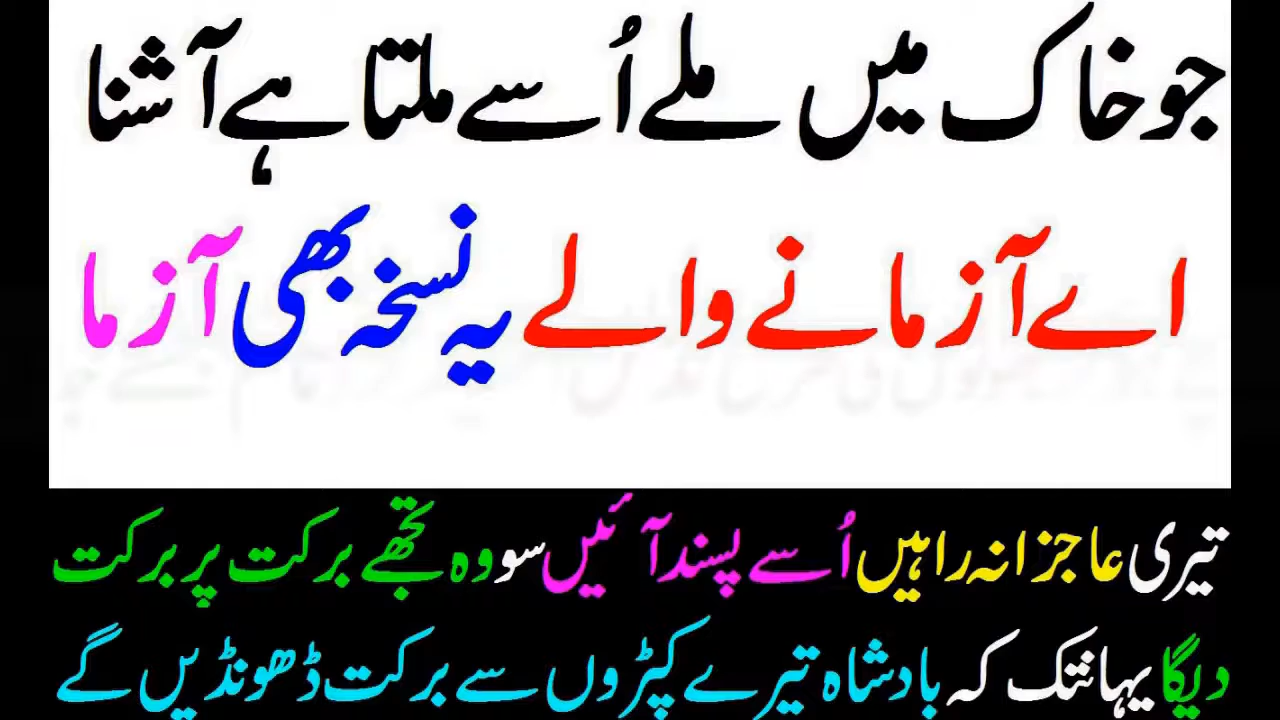 جو خاک میں ملے اُسے ملتا ہے آشنا
اے آزمانے والے یہ نسخہ بھی آزما
تیری عاجزانہ راہیں اُسے پسند آئیں سو وہ تجھے برکت پر برکت
دیگا یہانتک کہ بادشاہ تیرے کپڑوں سے برکت ڈھونڈیں گے